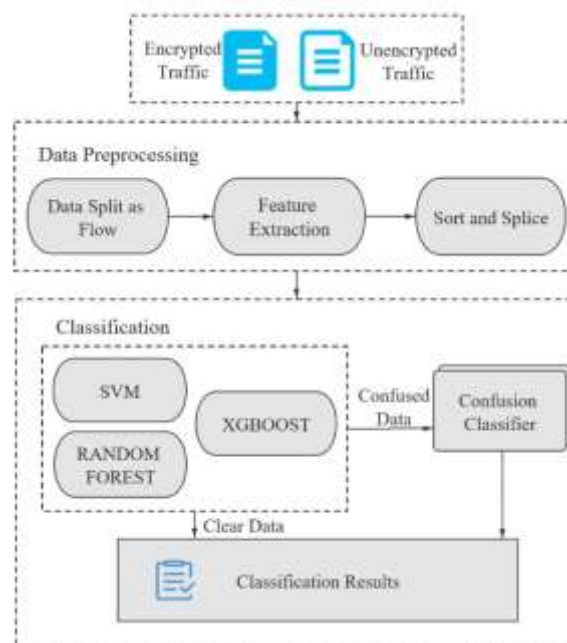 Encrypted
Traffic
Unencrypted
Traffic
Data Preprocessing
Data Split as
Flow
Feature
Extraction
Sort and Splice
Classification
SVM
RANDOM
FOREST
XGBOOST
Confused
Data
Confusion
Classifier
Clear Data
Classification Results